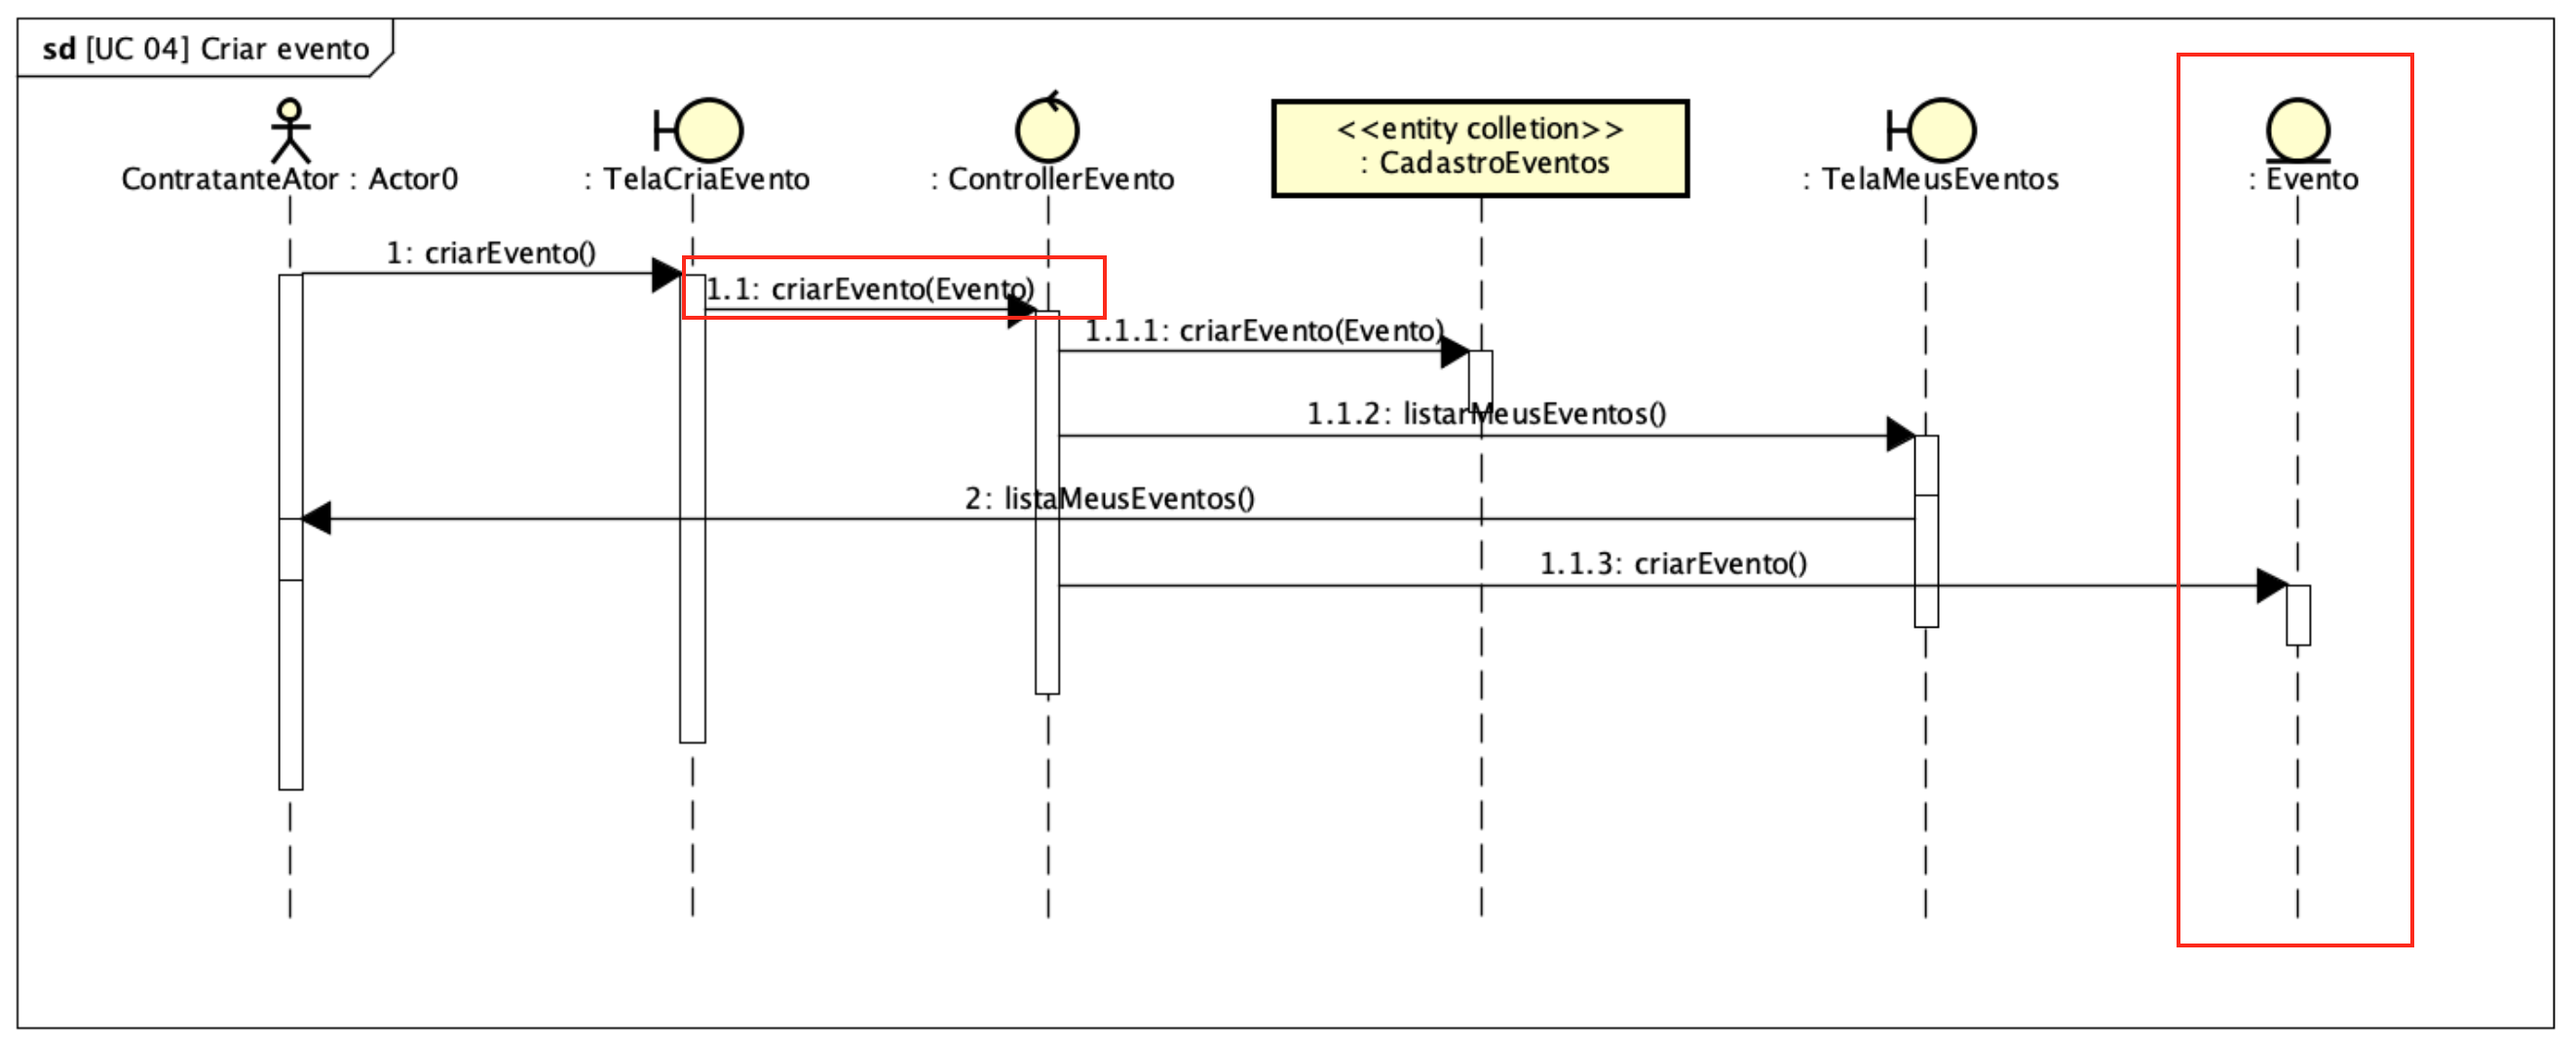 sd [UC 04] Criar evento
<<entity colletion>>
: CadastroEventos
ContratanteAtor : Actor0
: TelaCriaEvento
: ControllerEvento
: TelaMeusEventos
: Evento
1: criarEvento()
1.1: criarEvento(Evento)
1.1.1: criarEvento(Evento)
1.1.2: listarMeusEventos()
2: listaMeusEventos()
1.1.3: criarEvento()